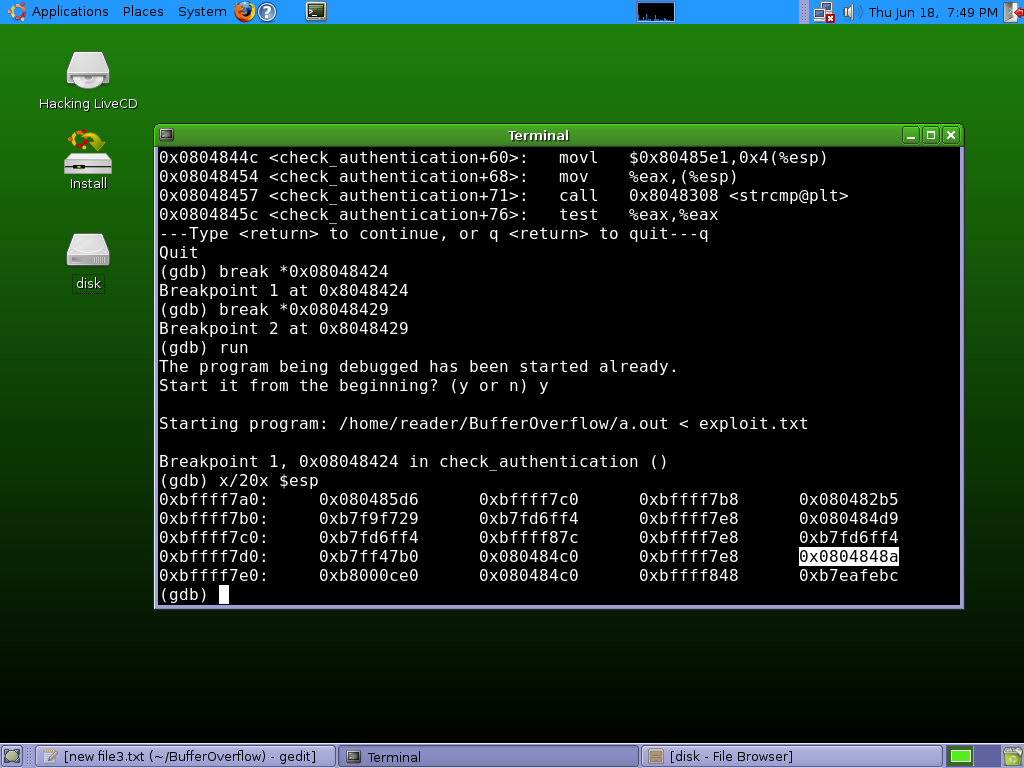 Applications Places System Thu Jun 18, 7:49 PM
Hacking LiveCD
Install
disk
Terminal
0x0804844c <check_authentication+60>: movl $0x80485e1,0x4(%esp)
0x08048454 <check_authentication+68>: mov %eax,(%esp)
0x08048457 <check_authentication+71>: call 0x8048308 <strcmp@plt>
0x0804845c <check_authentication+76>: test %eax,%eax
---Type <return> to continue, or q <return> to quit---q
Quit
(gdb) break *0x08048424
Breakpoint 1 at 0x8048424
(gdb) break *0x08048429
Breakpoint 2 at 0x8048429
(gdb) run
The program being debugged has been started already.
Start it from the beginning? (y or n) y
Starting program: /home/reader/BufferOverflow/a.out < exploit.txt
Breakpoint 1, 0x08048424 in check_authentication ()
(gdb) x/20x $esp
0xbffff7a0: 0x080485d6 0xbffff7c0 0xbffff7b8 0x080482b5
0xbffff7b0: 0xb7f9f729 0xb7fd6ff4 0xbffff7e8 0x080484d9
0xbffff7c0: 0xb7fd6ff4 0xbffff87c 0xbffff7e8 0xb7fd6ff4
0xbffff7d0: 0xb7ff47b0 0x080484c0 0xbffff7e8 0x0804848a
0xbffff7e0: 0xb8000ce0 0x080484c0 0xbffff848 0xb7eafebc
(gdb)
[new file3.txt (~/BufferOverflow) - gedit] Terminal [disk - File Browser]